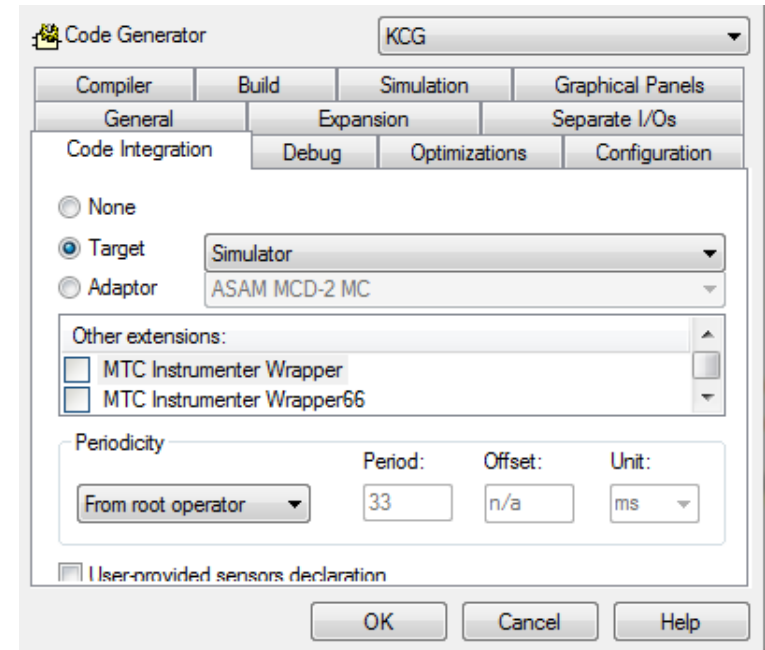 Code Generator KCG
Compiler Build Simulation Graphical Panels
General Expansion Separate I/Os
Code Integration Debug Optimizations Configuration
None
Target Simulator
Adaptor ASAM MCD-2 MC
Other extensions:
MTC Instrumenter Wrapper
MTC Instrumenter Wrapper66
Periodicity
Period: Offset: Unit:
From root operator 33 n/a ms
User-provided sensors declaration
OK Cancel Help